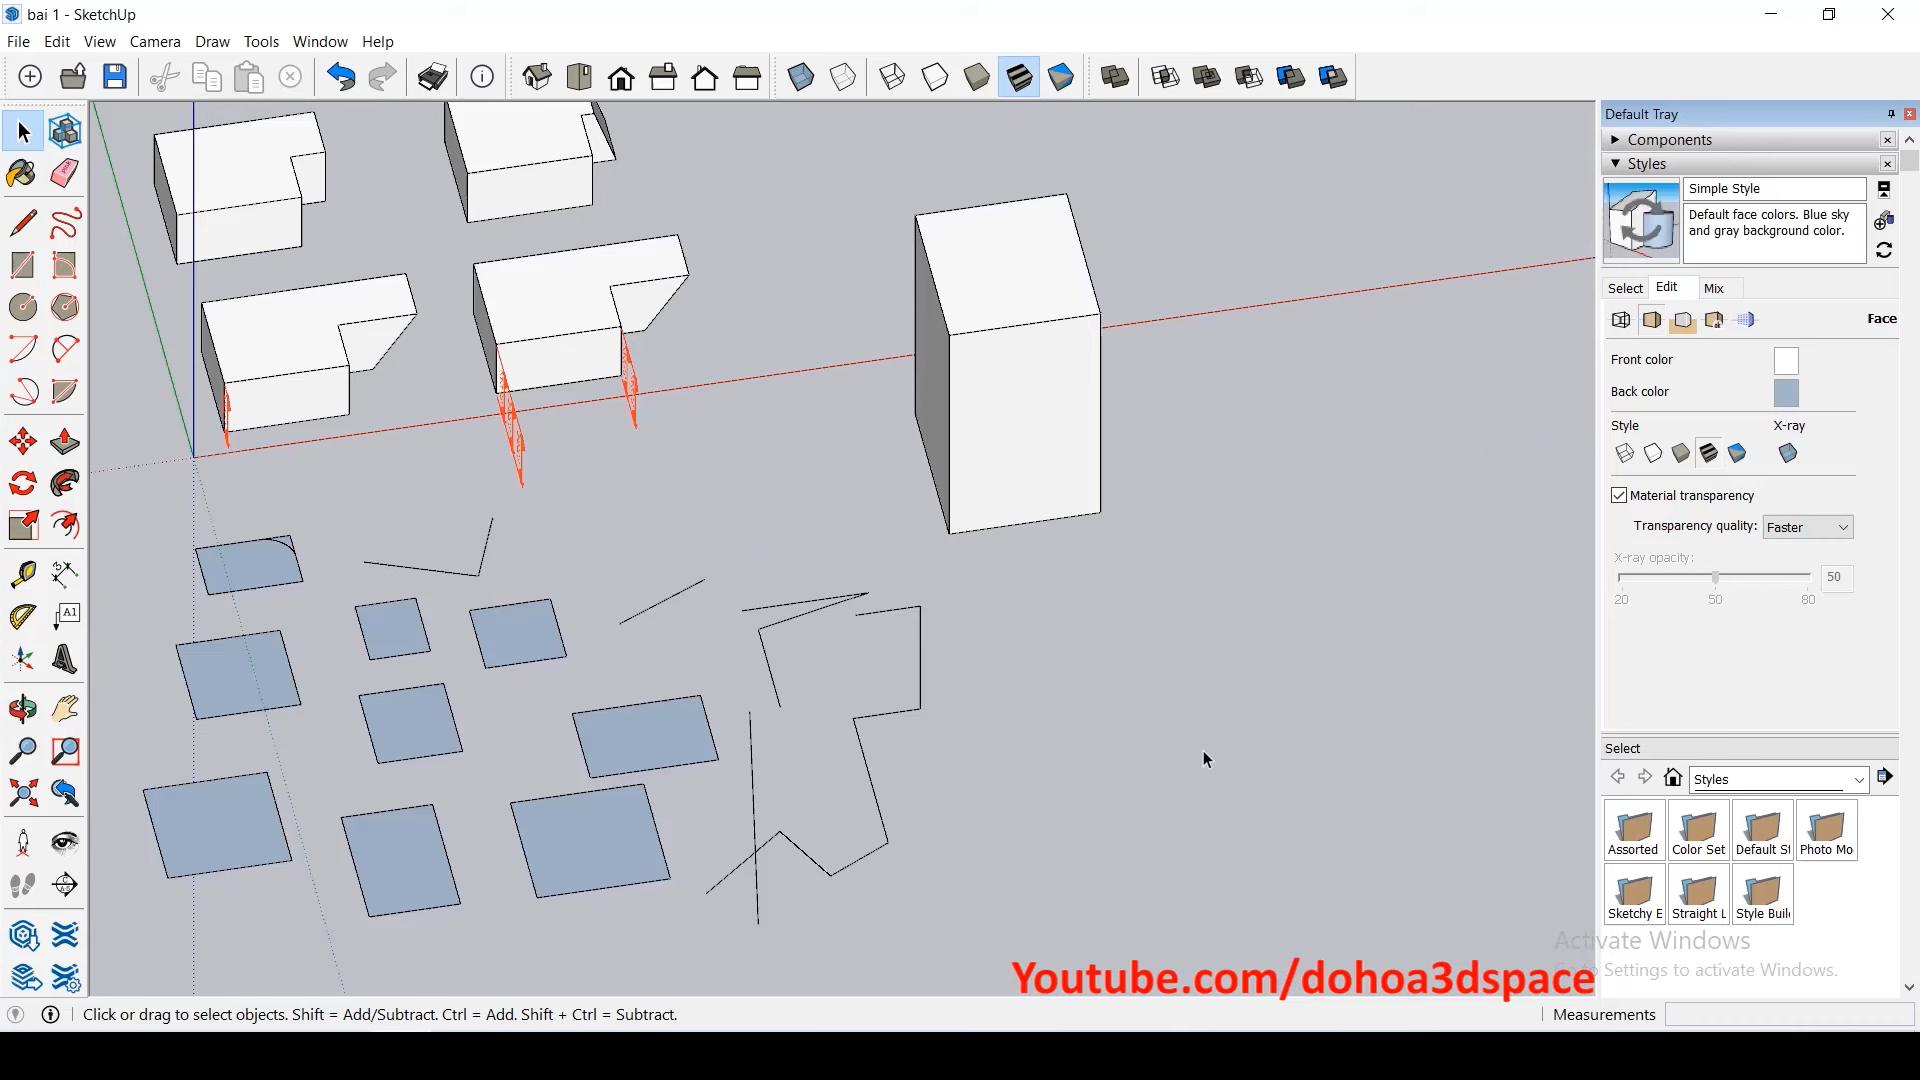 bai 1 - SketchUp
File Edit View Camera Draw Tools Window Help
Default Tray
Components
Styles
Simple Style
Default face colors. Blue sky
and gray background color.
Select Edit Mix
Face
Front color
Back color
Style X-ray
Material transparency
Transparency quality: Faster
X-ray opacity:
50
20 50 80
A1
Select
Styles
Assorted Color Set Default St Photo Mo
Sketchy E Straight L Style Buil
Activate Windows
Go to Settings to activate Windows.
Youtube.com/dohoa3dspace
Click or drag to select objects. Shift = Add/Subtract. Ctrl = Add. Shift + Ctrl = Subtract.
Measurements